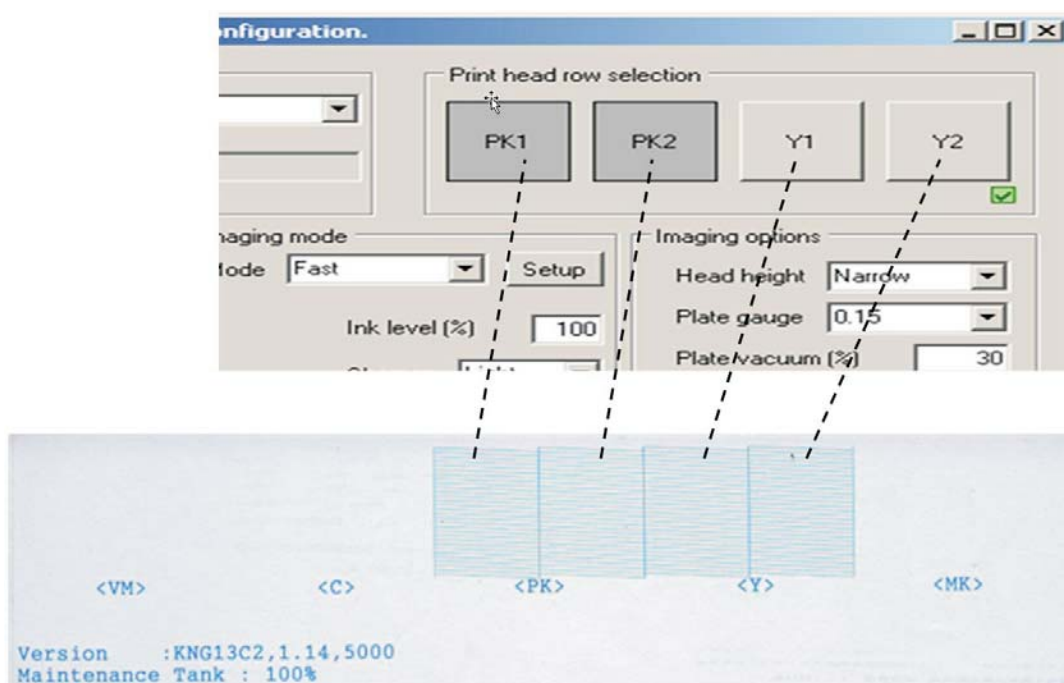 nfiguration.
Print head row selection
PK1 PK2 Y1 Y2
naging mode
Mode Fast Setup
Ink level (%) 100
Imaging options
Head height Narrow
Plate gauge 0.15
Plate vacuum (%) 30
<VM> <C> <PK> <Y> <MK>
Version :KNG13C2,1.14,5000
Maintenance Tank : 100%